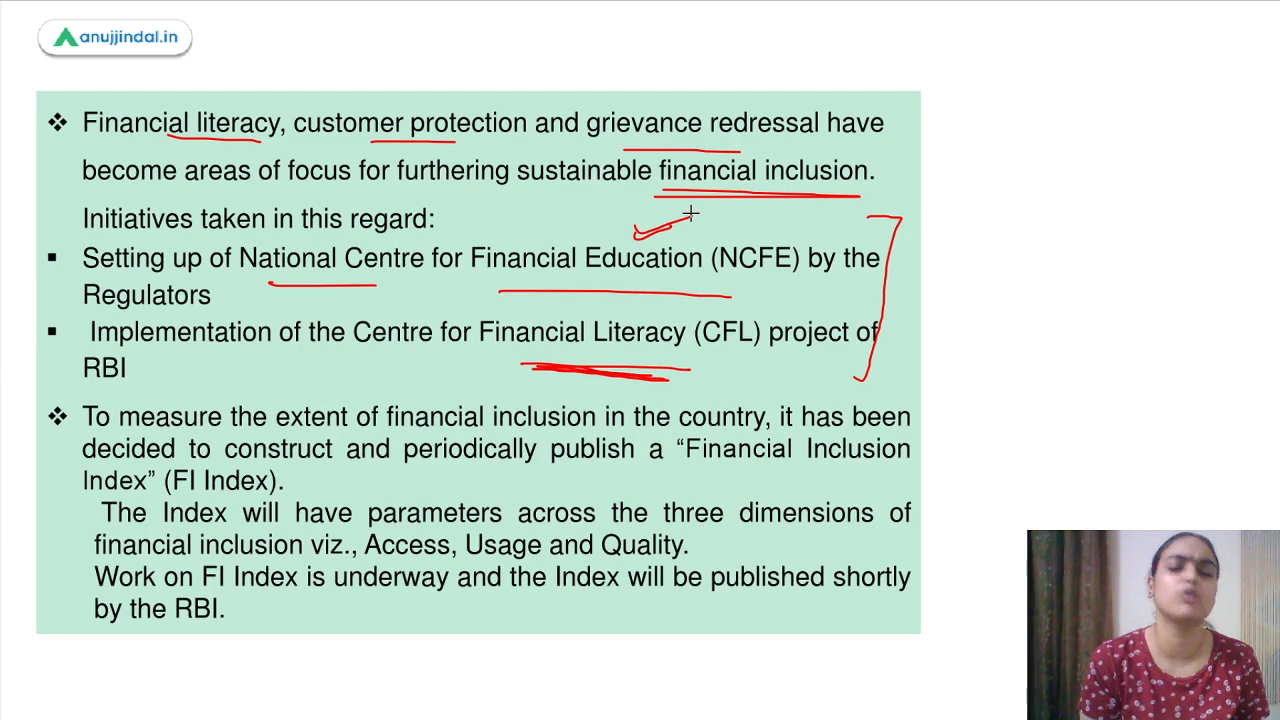 anujjindal.in
❖ Financial literacy, customer protection and grievance redressal have
become areas of focus for furthering sustainable financial inclusion.
Initiatives taken in this regard:
▪ Setting up of National Centre for Financial Education (NCFE) by the
Regulators
▪ Implementation of the Centre for Financial Literacy (CFL) project of
RBI
❖ To measure the extent of financial inclusion in the country, it has been
decided to construct and periodically publish a “Financial Inclusion
Index” (FI Index).
The Index will have parameters across the three dimensions of
financial inclusion viz., Access, Usage and Quality.
Work on FI Index is underway and the Index will be published shortly
by the RBI.